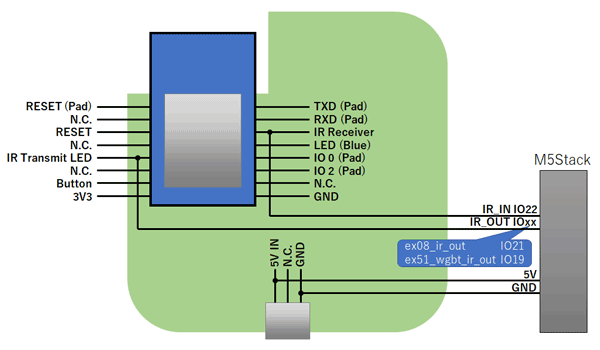 RESET (Pad)
N.C.
RESET
N.C.
IR Transmit LED
N.C.
Button
3V3
TXD (Pad)
RXD (Pad)
IR Receiver
LED (Blue)
IO 0 (Pad)
IO 2 (Pad)
N.C.
GND
M5Stack
IR_IN IO22
IR_OUT IOxx
ex08_ir_out IO21
ex51_wgbt_ir_out IO19
5V
GND
5V IN
N.C.
GND